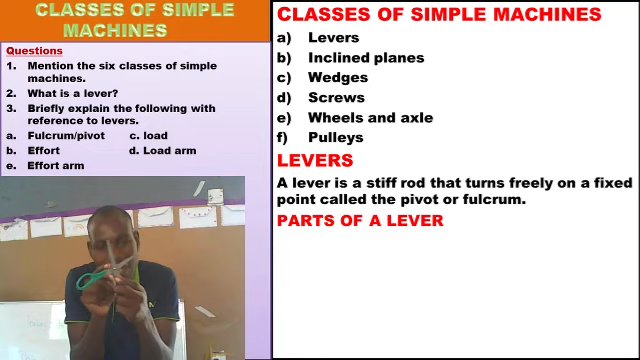 CLASSES OF SIMPLE
MACHINES
Questions
1. Mention the six classes of simple
machines.
2. What is a lever?
3. Briefly explain the following with
reference to levers.
a. Fulcrum/pivot c. load
b. Effort d. Load arm
e. Effort arm
CLASSES OF SIMPLE MACHINES
a) Levers
b) Inclined planes
c) Wedges
d) Screws
e) Wheels and axle
f) Pulleys
LEVERS
A lever is a stiff rod that turns freely on a fixed
point called the pivot or fulcrum.
PARTS OF A LEVER